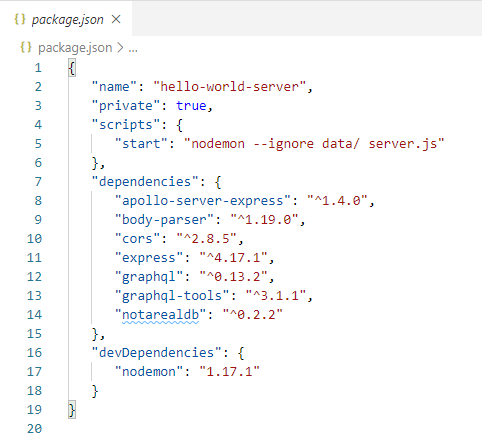 {} package.json ×
{} package.json > ...
1 {
2 "name": "hello-world-server",
3 "private": true,
4 "scripts": {
5 "start": "nodemon --ignore data/ server.js"
6 },
7 "dependencies": {
8 "apollo-server-express": "^1.4.0",
9 "body-parser": "^1.19.0",
10 "cors": "^2.8.5",
11 "express": "^4.17.1",
12 "graphql": "^0.13.2",
13 "graphql-tools": "^3.1.1",
14 "notarealdb": "^0.2.2"
15 },
16 "devDependencies": {
17 "nodemon": "1.17.1"
18 }
19 }
20